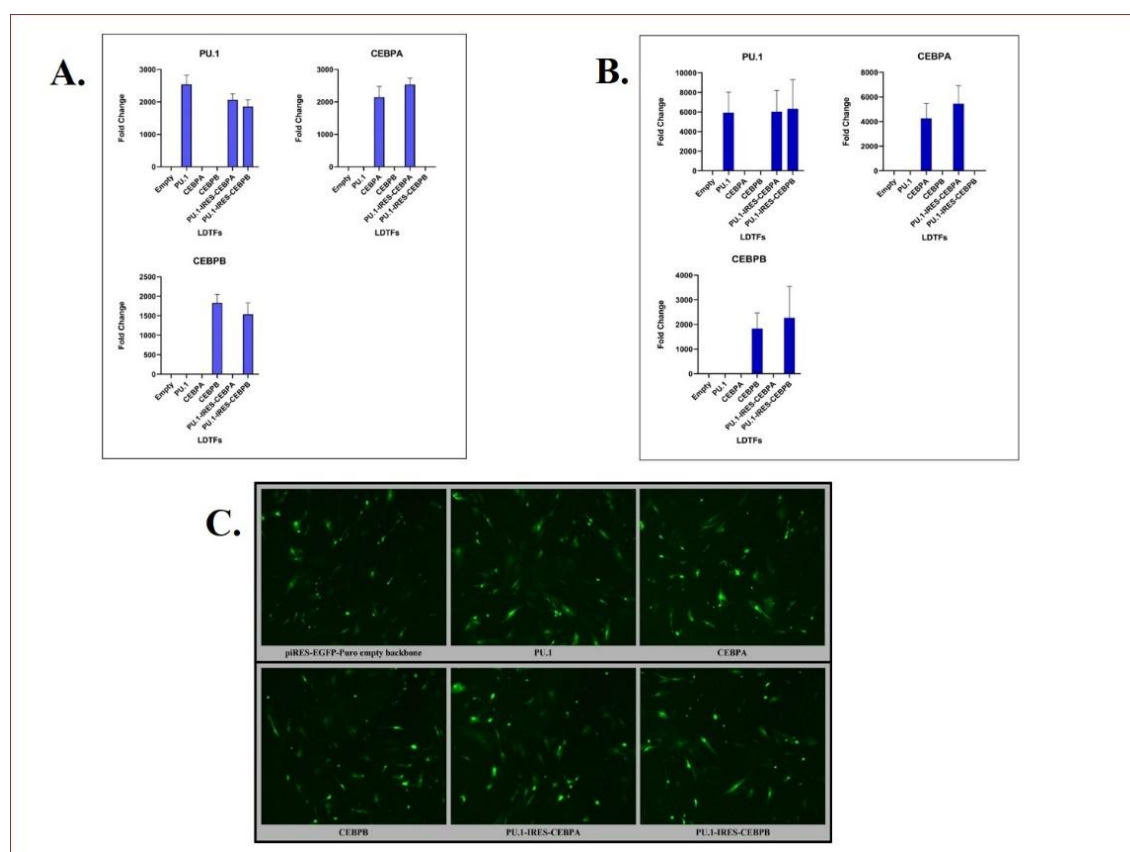 A.
PU.1
Fold Change
3000
2000
1000
0
Empty
PU.1
CEBPA
CEBPB
PU.1-IRES-CEBPA
PU.1-IRES-CEBPB
LDTFs
CEBPA
Fold Change
3000
2000
1000
0
Empty
PU.1
CEBPA
CEBPB
PU.1-IRES-CEBPA
PU.1-IRES-CEBPB
LDTFs
CEBPB
Fold Change
2500
2000
1500
1000
500
0
Empty
PU.1
CEBPA
CEBPB
PU.1-IRES-CEBPA
PU.1-IRES-CEBPB
LDTFs
B.
PU.1
Fold Change
10000
8000
6000
4000
2000
0
Empty
PU.1
CEBPA
CEBPB
PU.1-IRES-CEBPA
PU.1-IRES-CEBPB
LDTFs
CEBPA
Fold Change
8000
6000
4000
2000
0
Empty
PU.1
CEBPA
CEBPB
PU.1-IRES-CEBPA
PU.1-IRES-CEBPB
LDTFs
CEBPB
Fold Change
4000
3000
2000
1000
0
Empty
PU.1
CEBPA
CEBPB
PU.1-IRES-CEBPA
PU.1-IRES-CEBPB
LDTFs
C.
piRES-EGFP-Puro empty backbone
PU.1
CEBPA
CEBPB
PU.1-IRES-CEBPA
PU.1-IRES-CEBPB